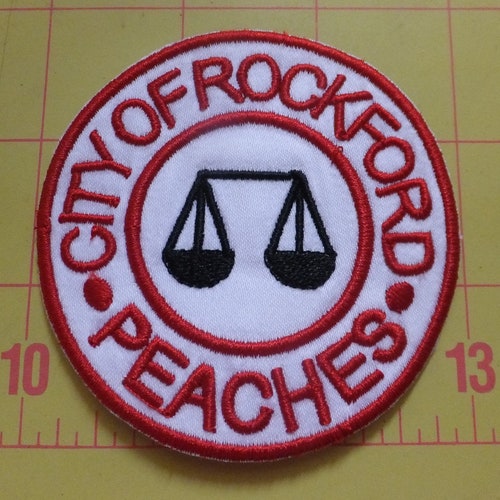 CITY OF ROCKFORD
• PEACHES •
10 13